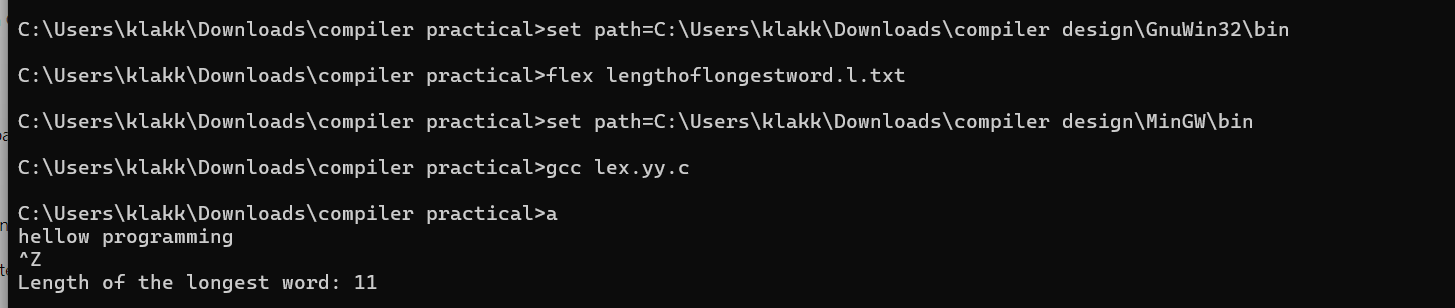 C:\Users\klakk\Downloads\compiler practical>set path=C:\Users\klakk\Downloads\compiler design\GnuWin32\bin
C:\Users\klakk\Downloads\compiler practical>flex lengthoflongestword.l.txt
C:\Users\klakk\Downloads\compiler practical>set path=C:\Users\klakk\Downloads\compiler design\MinGW\bin
C:\Users\klakk\Downloads\compiler practical>gcc lex.yy.c
C:\Users\klakk\Downloads\compiler practical>a
hellow programming
^Z
Length of the longest word: 11